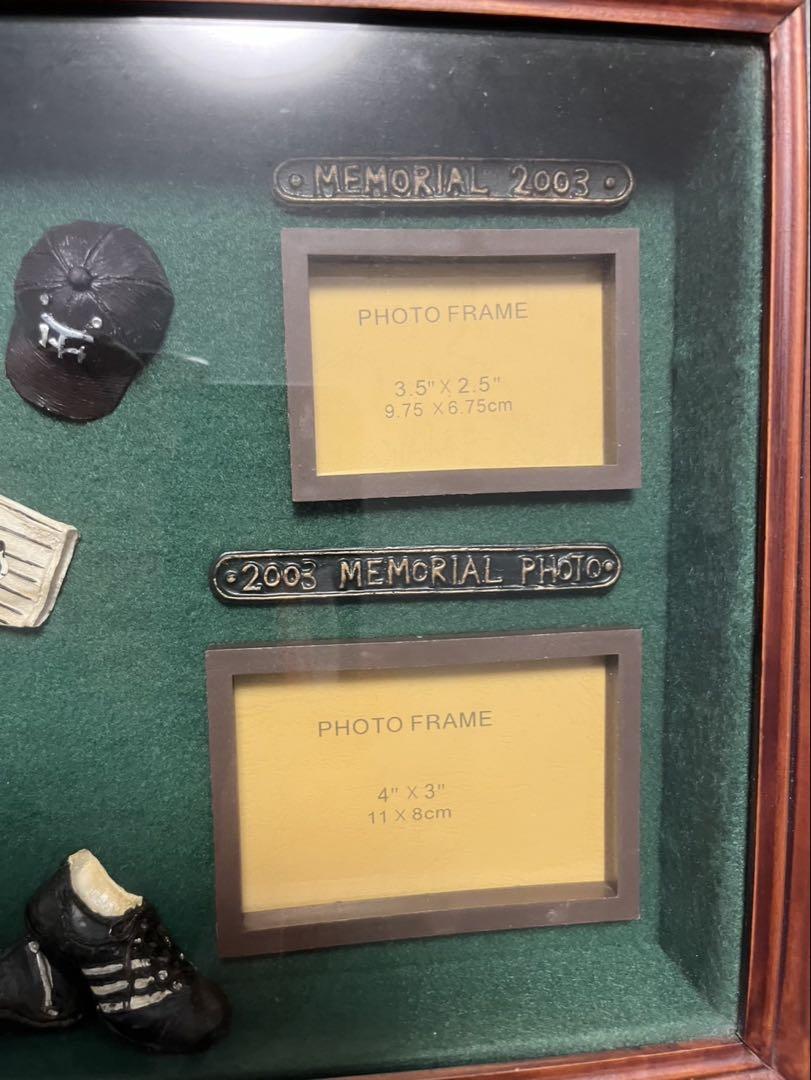 MEMORIAL 2003
PHOTO FRAME
3.5" X 2.5"
9.75 X 6.75cm
2003 MEMORIAL PHOTO
PHOTO FRAME
4" X 3"
11 X 8cm